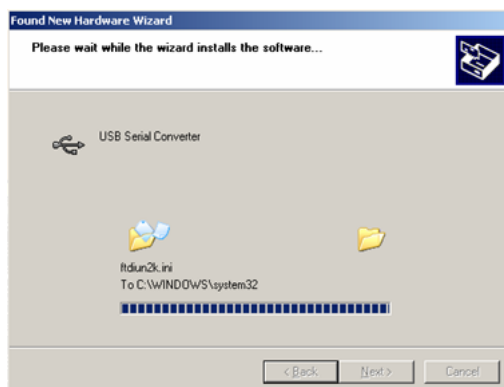 Found New Hardware Wizard
Please wait while the wizard installs the software...
USB Serial Converter
ftdiun2k.ini
To C:\WINDOWS\system32
< Back
Next >
Cancel